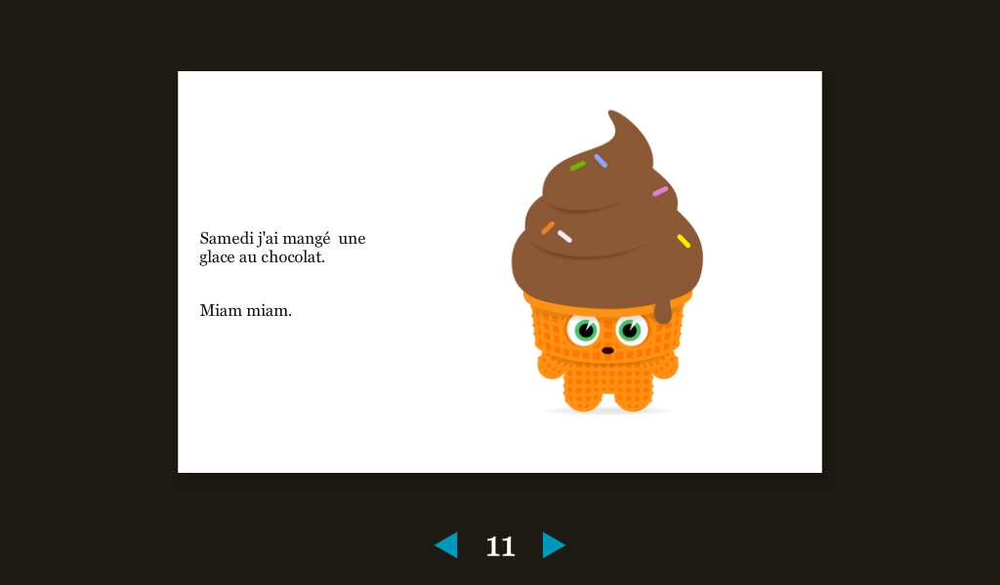 Samedi j'ai mangé  une
glace au chocolat.
Miam miam.
11